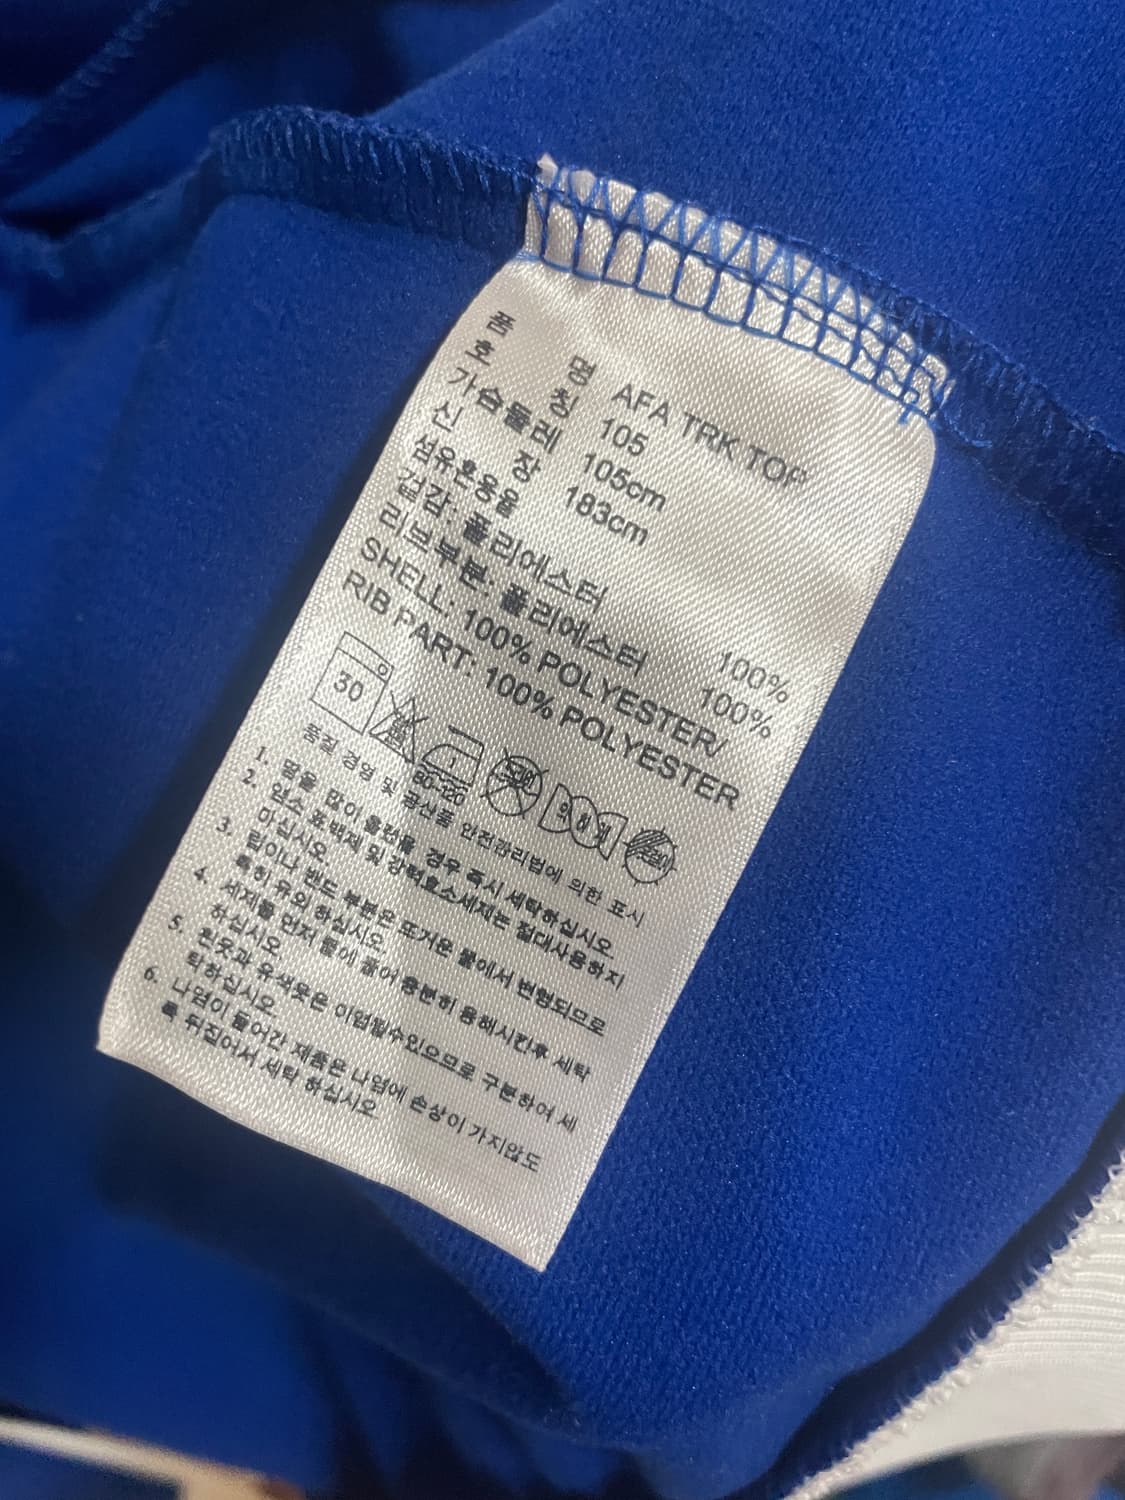 품 명 AFA TRK TOP
호 칭 105
가슴둘레 105cm
신 장 183cm
섬유혼용율
겉감: 폴리에스터 100%
리브부분: 폴리에스터 100%
SHELL: 100% POLYESTER/
RIB PART: 100% POLYESTER
30 80~120
품질 경영 및 공산품 안전관리법에 의한 표시
1. 땀을 많이 흘렸을 경우 즉시 세탁하십시오
2. 염소 표백제 및 강력효소세제는 절대사용하지
마십시오.
3. 립이나 밴드 부분은 뜨거운 물에서 변형되므로
특히 유의 하십시오.
4. 세제를 먼저 물에 풀어 충분히 용해시킨후 세탁
하십시오
5. 흰옷과 유색옷은 이염될수있으므로 구분하여 세
탁하십시오.
6. 나염이 들어간 제품은 나염에 손상이 가지않도
록 뒤집어서 세탁 하십시오